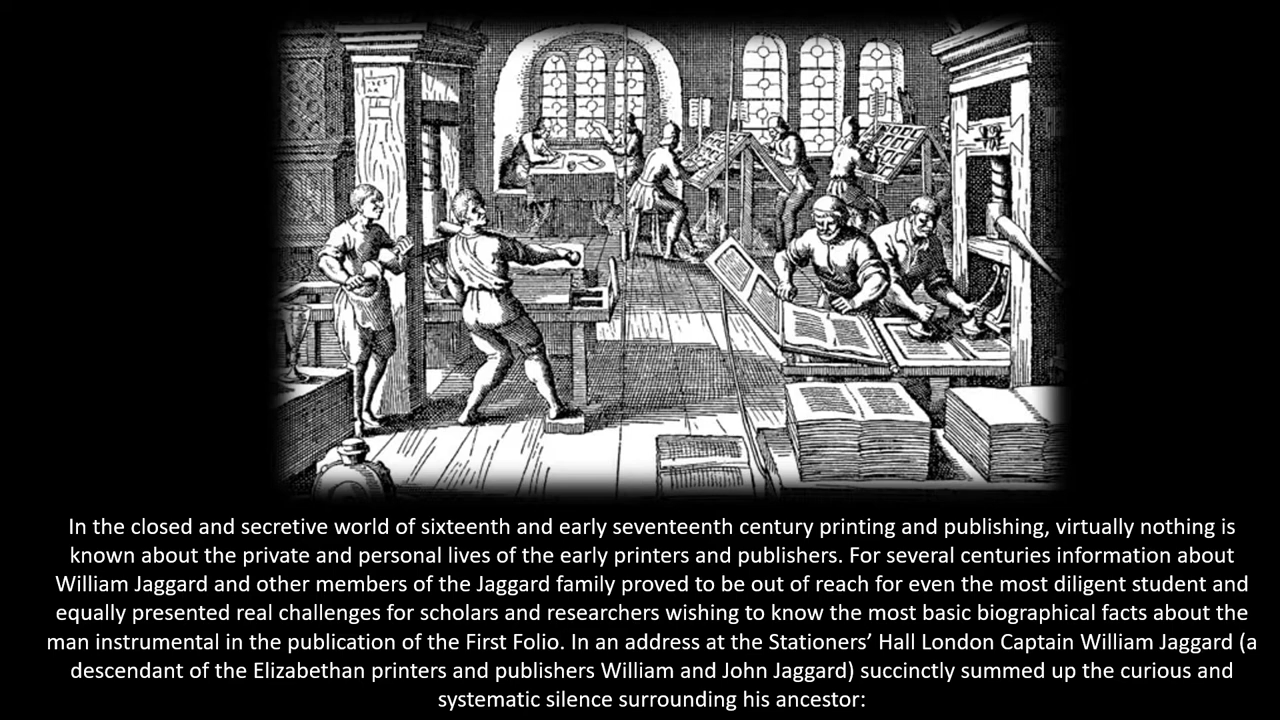 In the closed and secretive world of sixteenth and early seventeenth century printing and publishing, virtually nothing is
known about the private and personal lives of the early printers and publishers. For several centuries information about
William Jaggard and other members of the Jaggard family proved to be out of reach for even the most diligent student and
equally presented real challenges for scholars and researchers wishing to know the most basic biographical facts about the
man instrumental in the publication of the First Folio. In an address at the Stationers’ Hall London Captain William Jaggard (a
descendant of the Elizabethan printers and publishers William and John Jaggard) succinctly summed up the curious and
systematic silence surrounding his ancestor: